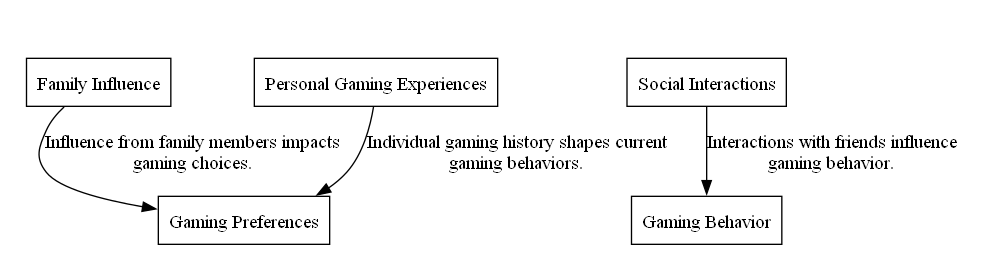 Family Influence
Personal Gaming Experiences
Social Interactions
Influence from family members impacts
gaming choices.
Individual gaming history shapes current
gaming behaviors.
Interactions with friends influence
gaming behavior.
Gaming Preferences
Gaming Behavior